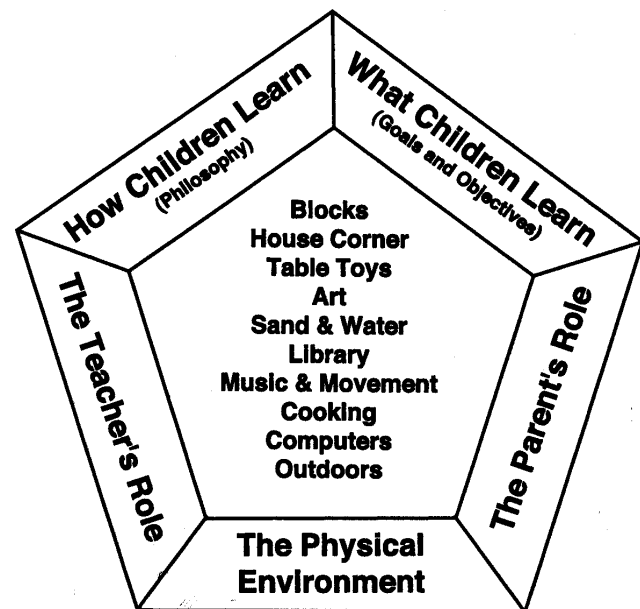 How Children Learn
(Philosophy)
What Children Learn
(Goals and Objectives)
Blocks
House Corner
Table Toys
Art
Sand & Water
Library
Music & Movement
Cooking
Computers
Outdoors
The Teacher's Role
The Parent's Role
The Physical
Environment